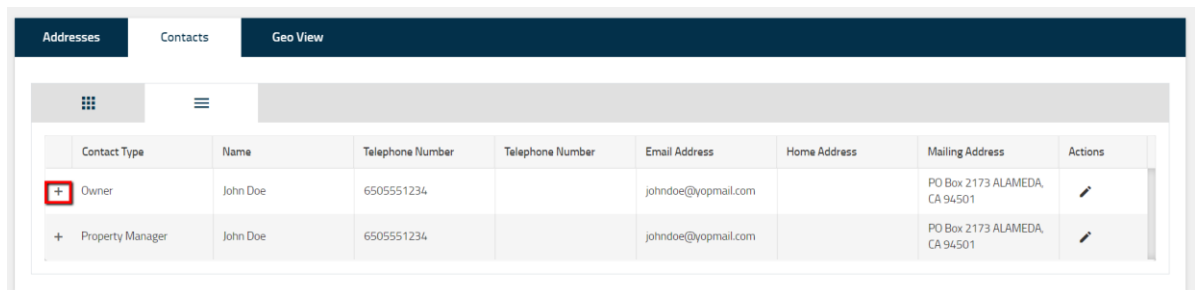 Addresses Contacts Geo View
Contact Type Name Telephone Number Telephone Number Email Address Home Address Mailing Address Actions
+ Owner John Doe 6505551234 johndoe@yopmail.com PO Box 2173 ALAMEDA,
CA 94501
+ Property Manager John Doe 6505551234 johndoe@yopmail.com PO Box 2173 ALAMEDA,
CA 94501